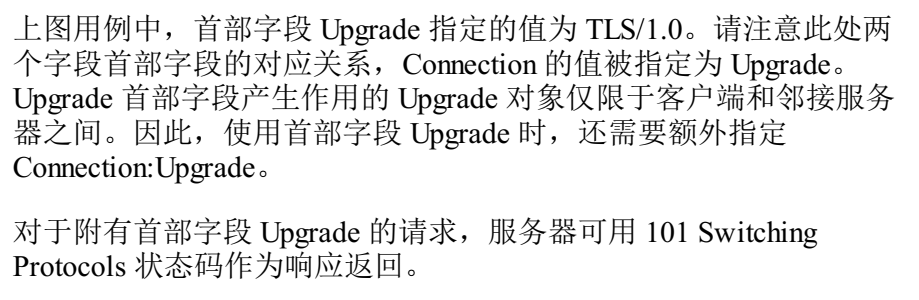 上图用例中，首部字段 Upgrade 指定的值为 TLS/1.0。请注意此处两
个字段首部字段的对应关系，Connection 的值被指定为 Upgrade。
Upgrade 首部字段产生作用的 Upgrade 对象仅限于客户端和邻接服务
器之间。因此，使用首部字段 Upgrade 时，还需要额外指定
Connection:Upgrade。
对于附有首部字段 Upgrade 的请求，服务器可用 101 Switching
Protocols 状态码作为响应返回。